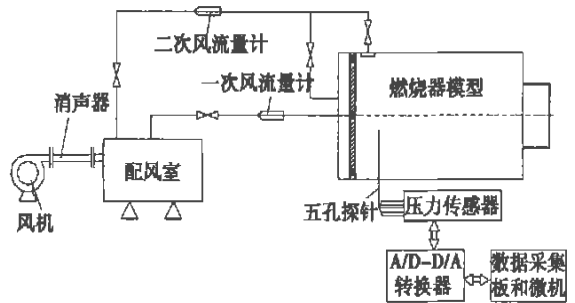 二次风流量计
一次风流量计
燃烧器模型
消声器
配风室
风机
五孔探针
压力传感器
A/D-D/A
转换器
数据采集
板和微机